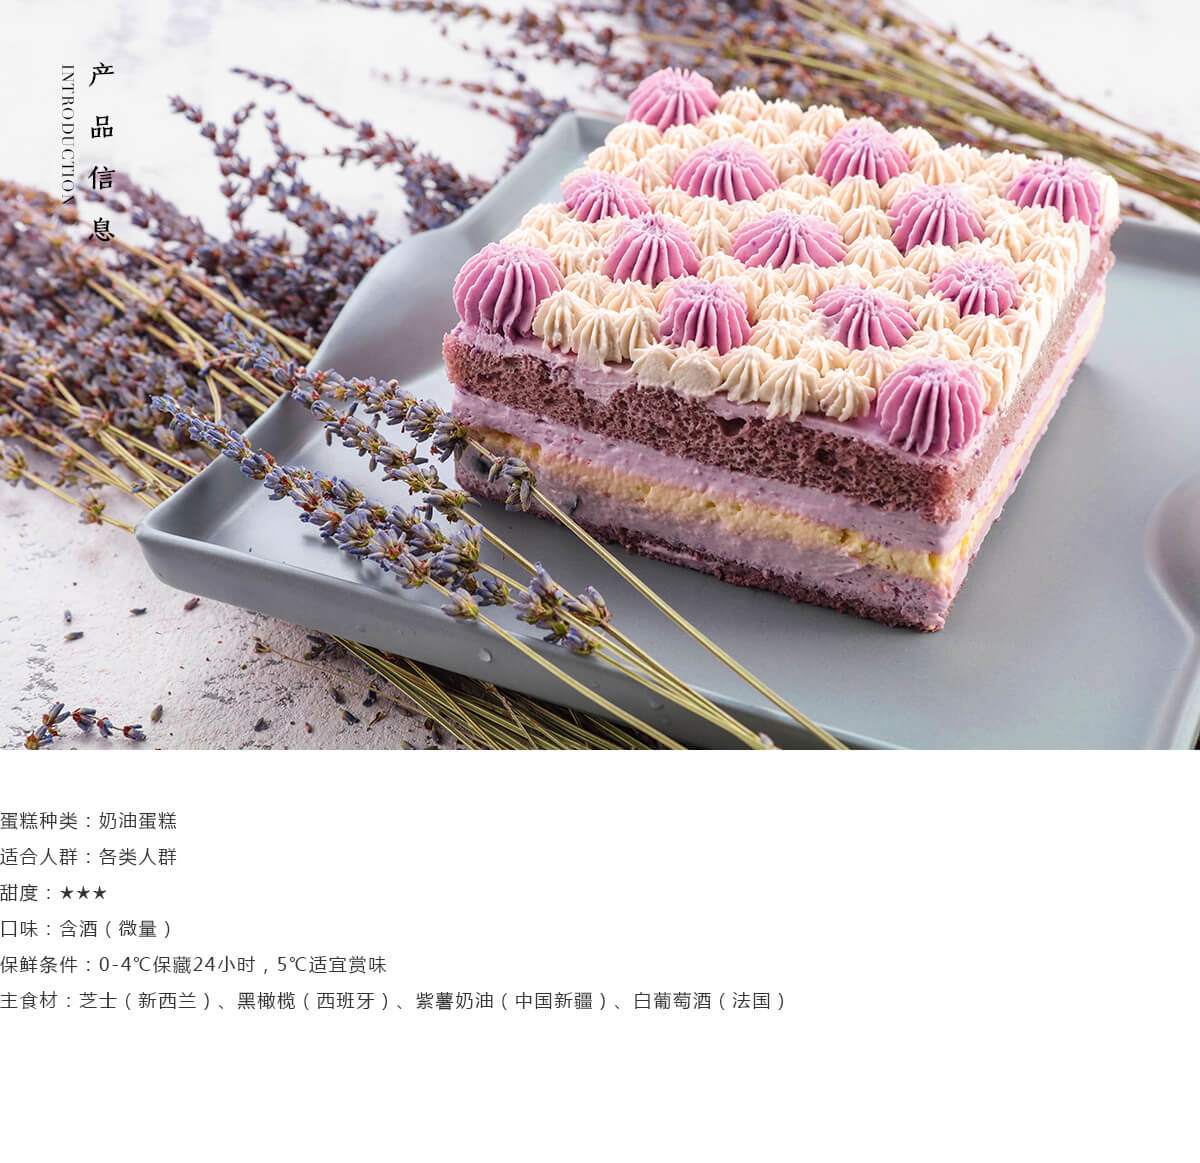 产品信息
INTRODUCTION
蛋糕种类：奶油蛋糕
适合人群：各类人群
甜度：★★★
口味：含酒（微量）
保鲜条件：0-4℃保藏24小时，5℃适宜赏味
主食材：芝士（新西兰）、黑橄榄（西班牙）、紫薯奶油（中国新疆）、白葡萄酒（法国）